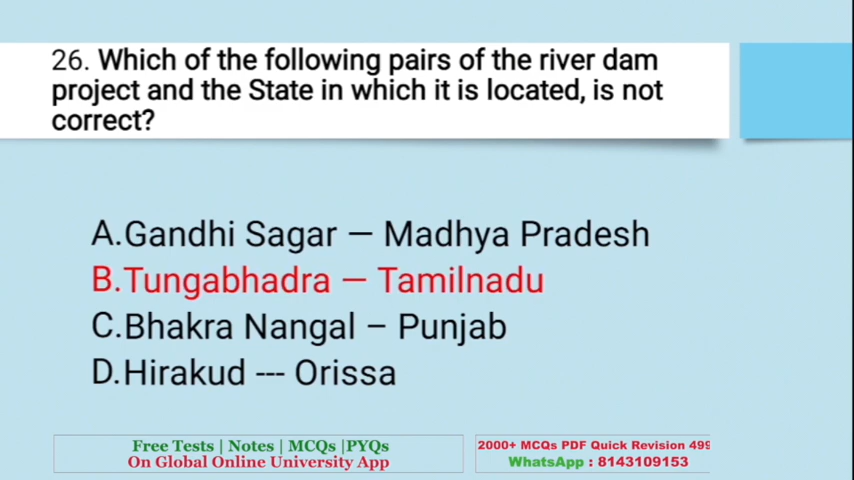 26. Which of the following pairs of the river dam
project and the State in which it is located, is not
correct?
A.Gandhi Sagar — Madhya Pradesh
B.Tungabhadra — Tamilnadu
C.Bhakra Nangal – Punjab
D.Hirakud --- Orissa
Free Tests | Notes | MCQs |PYQs
On Global Online University App
2000+ MCQs PDF Quick Revision 499
WhatsApp : 8143109153